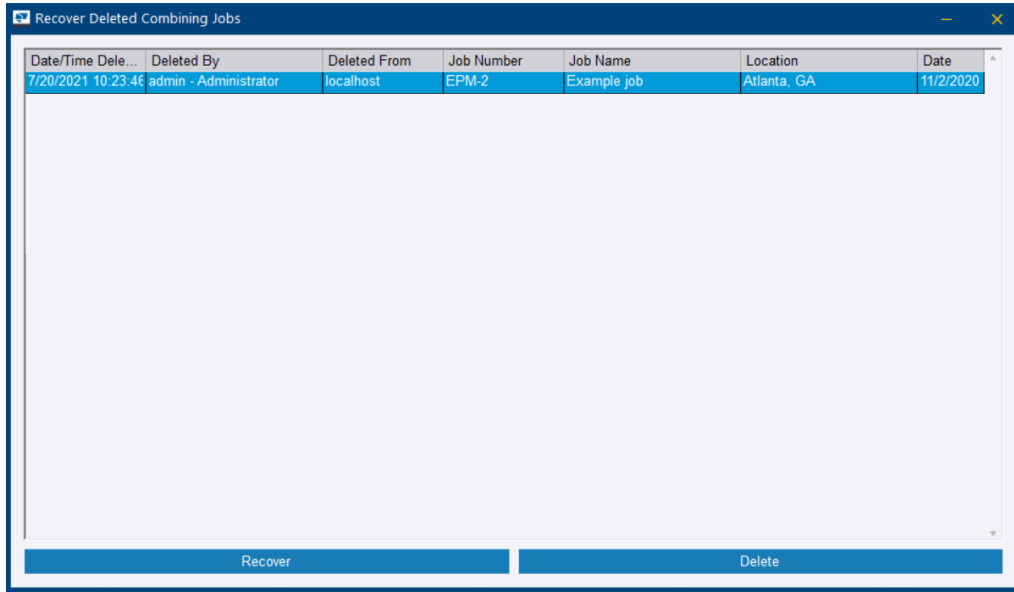 Recover Deleted Combining Jobs
Date/Time Dele... Deleted By Deleted From Job Number Job Name Location Date
7/20/2021 10:23:46 admin - Administrator localhost EPM-2 Example job Atlanta, GA 11/2/2020
Recover Delete